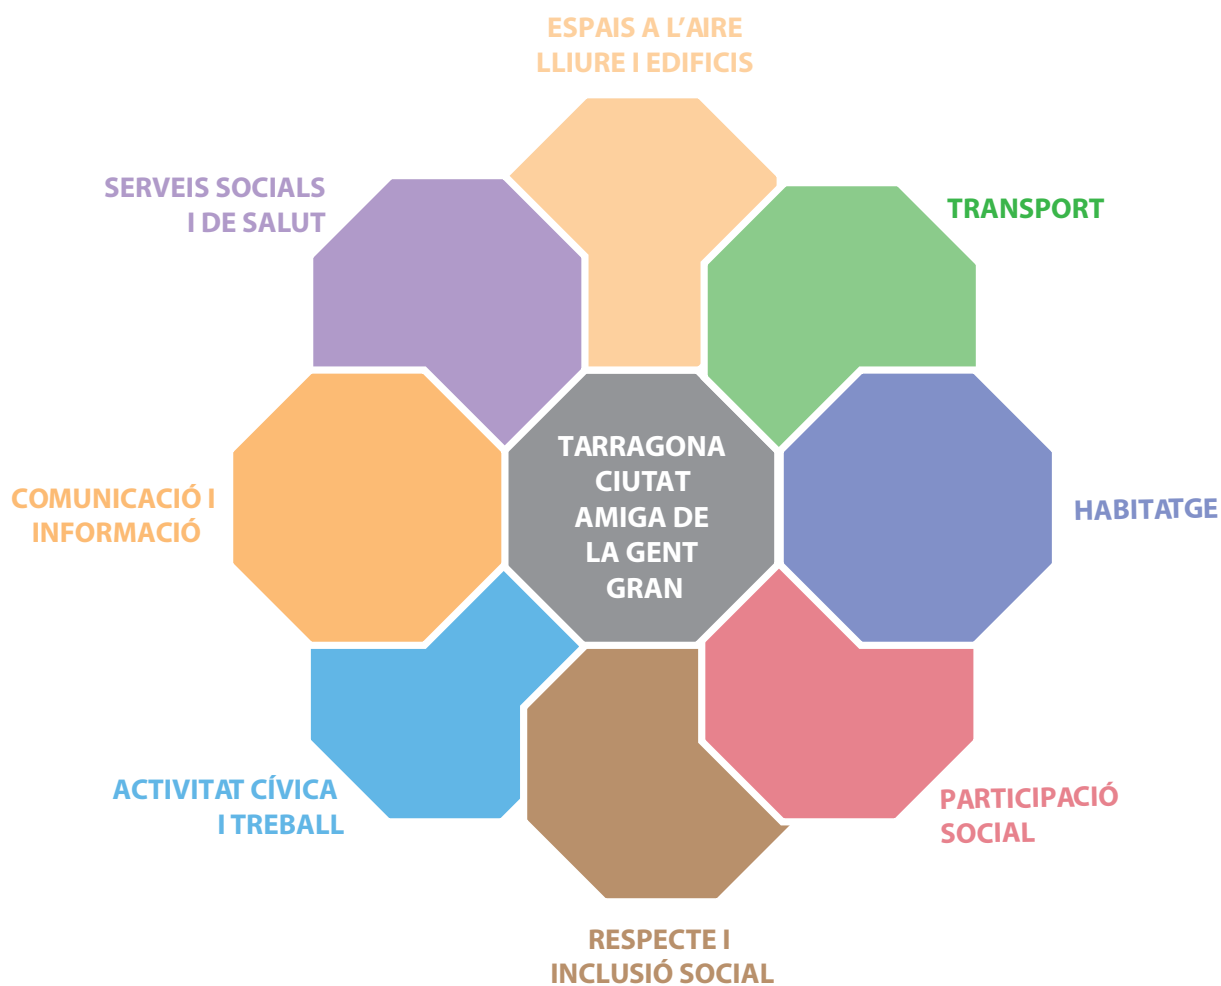 ESPAIS A L'AIRE
LLIURE I EDIFICIS
SERVEIS SOCIALS
I DE SALUT
TRANSPORT
TARRAGONA
CIUTAT
AMIGA DE
LA GENT
GRAN
COMUNICACIÓ I
INFORMACIÓ
HABITATGE
ACTIVITAT CÍVICA
I TREBALL
PARTICIPACIÓ
SOCIAL
RESPECTE I
INCLUSIÓ SOCIAL